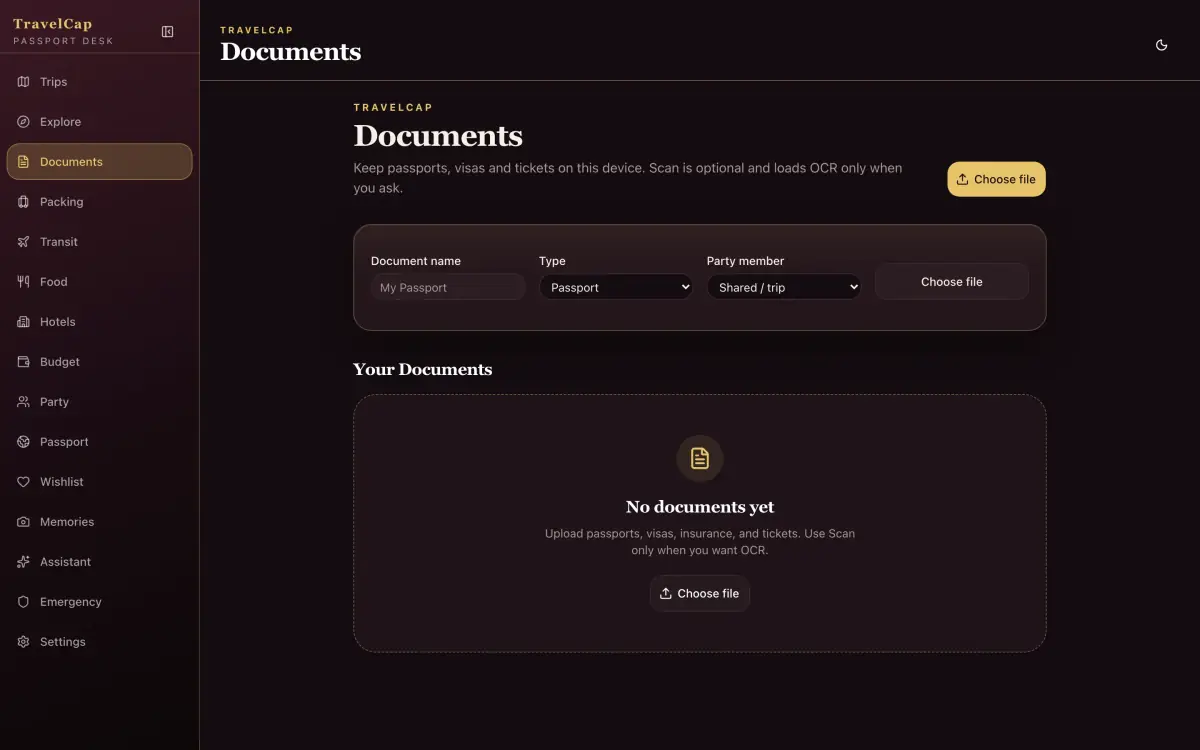 TravelCap
PASSPORT DESK
Trips
Explore
Documents
Packing
Transit
Food
Hotels
Budget
Party
Passport
Wishlist
Memories
Assistant
Emergency
Settings
TRAVELCAP
Documents
TRAVELCAP
Documents
Keep passports, visas and tickets on this device. Scan is optional and loads OCR only when
you ask.
Choose file
Document name
My Passport
Type
Passport
Party member
Shared / trip
Choose file
Your Documents
No documents yet
Upload passports, visas, insurance, and tickets. Use Scan
only when you want OCR.
Choose file